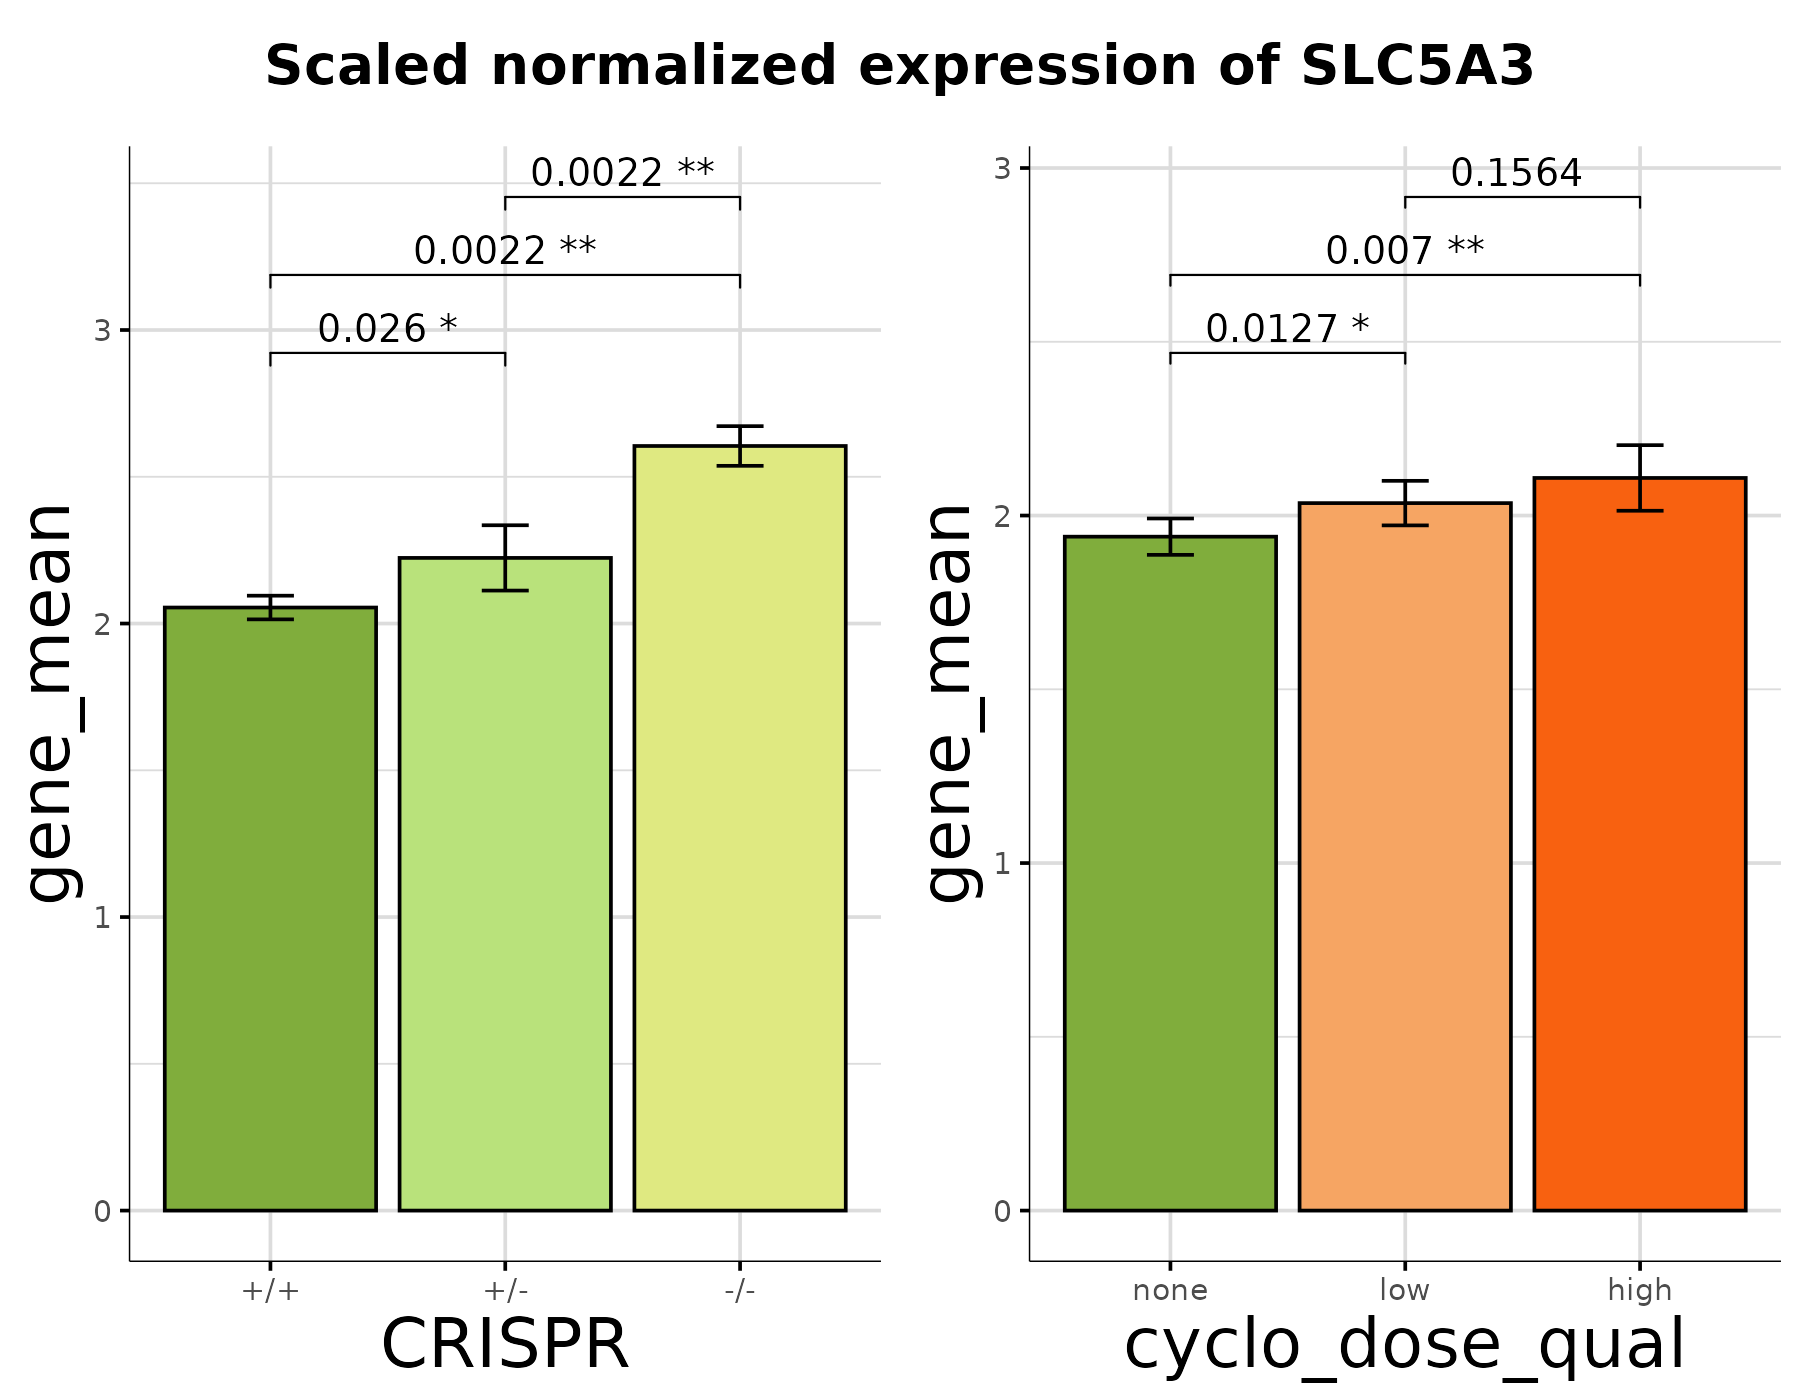 Scaled normalized expression of SLC5A3
gene_mean
0.0022 **
0.0022 **
0.026 *
3
2
1
0
+/+ +/- -/-
CRISPR
gene_mean
0.1564
0.007 **
0.0127 *
3
2
1
0
none low high
cyclo_dose_qual